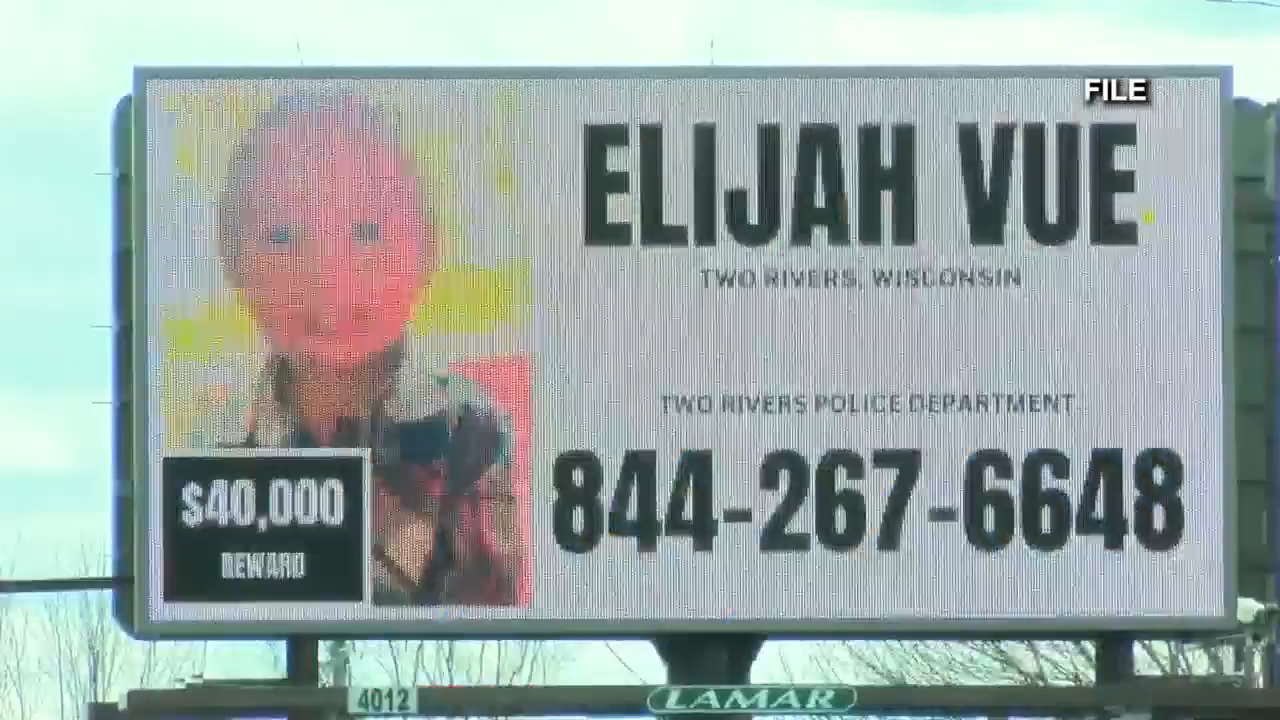 FILE
ELIJAH VUE
TWO RIVERS, WISCONSIN
TWO RIVERS POLICE DEPARTMENT
844-267-6648
$40,000
REWARD
4012
LAMAR